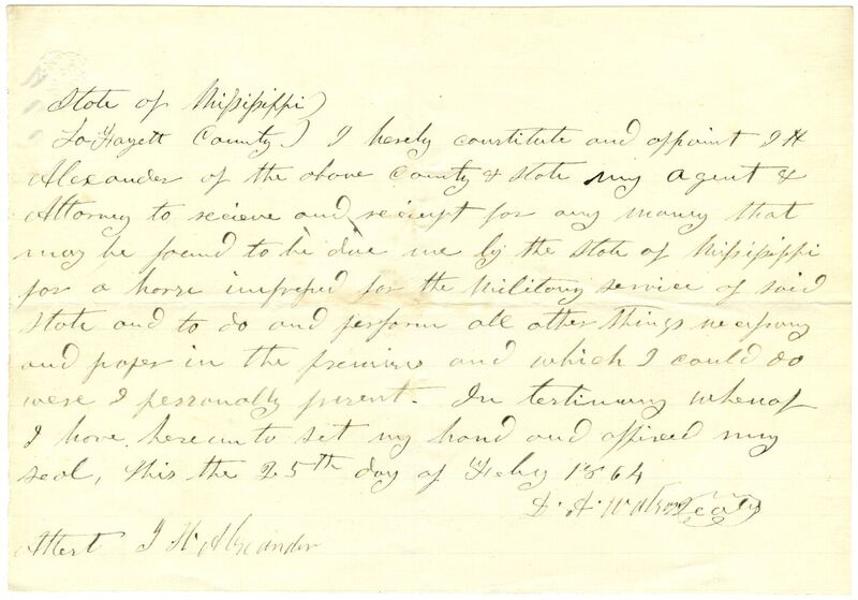 State of Mississippi)
LaFayett County.) I hereby constitute and appoint J H
Alexander of the above County & State my agent &
Attorney to recieve and reciept for any money that
may be found to be due me by the State of Mississippi
for a horse impressed for the Military service of said
State and to do and perform all other things necessary
and proper in the premises and which I could do
were I personally present. In testimony whereof
I have hereunto set my hand and affixed my
seal, this the 25th day of Feby 1864
D. A. Watson Seal
Attest J H Alexander